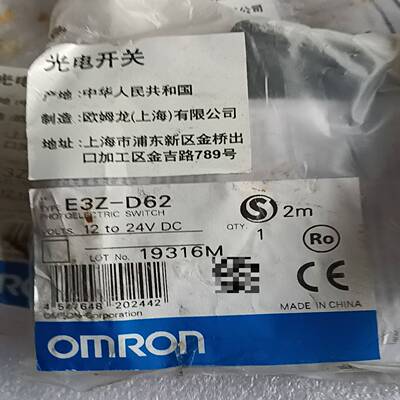 光电开关
产地: 中华人民共和国
制造: 欧姆龙(上海)有限公司
地址: 上海市浦东新区金桥出
口加工区金吉路789号
TYPE E3Z-D62
PHOTOELECTRIC SWITCH
VOLTS 12 to 24V DC
S 2m
QTY. 1
Ro
LOT No. 19316M
4 547648 202442
OMRON Corporation
CE
MADE IN CHINA
OMRON